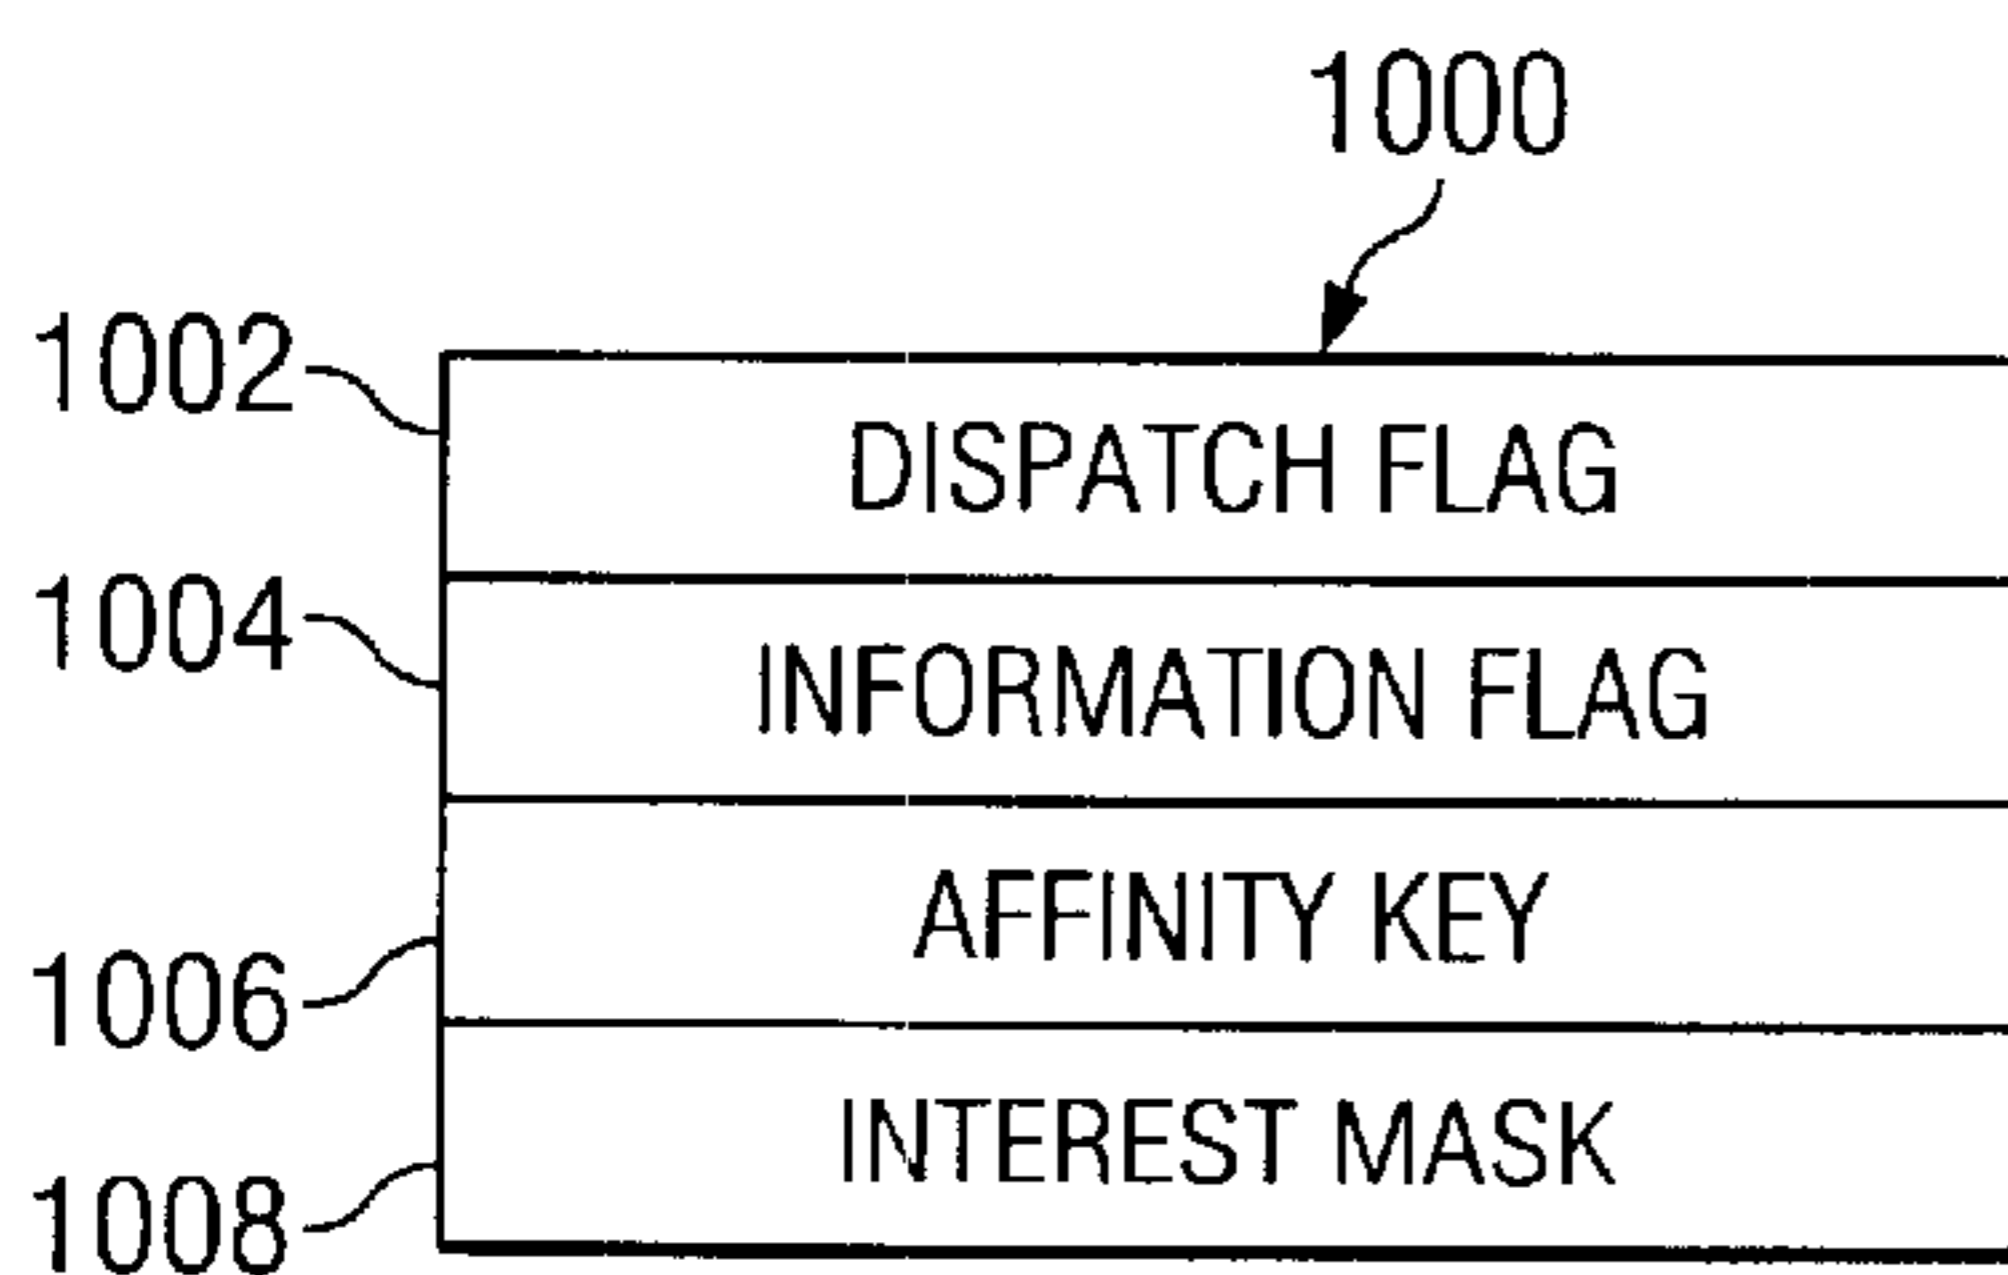 1000
1002 DISPATCH FLAG
1004 INFORMATION FLAG
1006 AFFINITY KEY
1008 INTEREST MASK